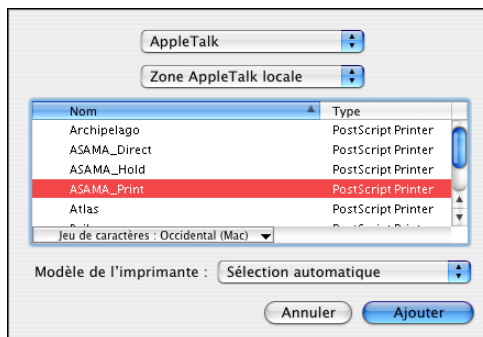 AppleTalk
Zone AppleTalk locale
Nom Type
Archipelago PostScript Printer
ASAMA_Direct PostScript Printer
ASAMA_Hold PostScript Printer
ASAMA_Print PostScript Printer
Atlas PostScript Printer
Jeu de caractères : Occidental (Mac)
Modèle de l'imprimante : Sélection automatique
Annuler Ajouter